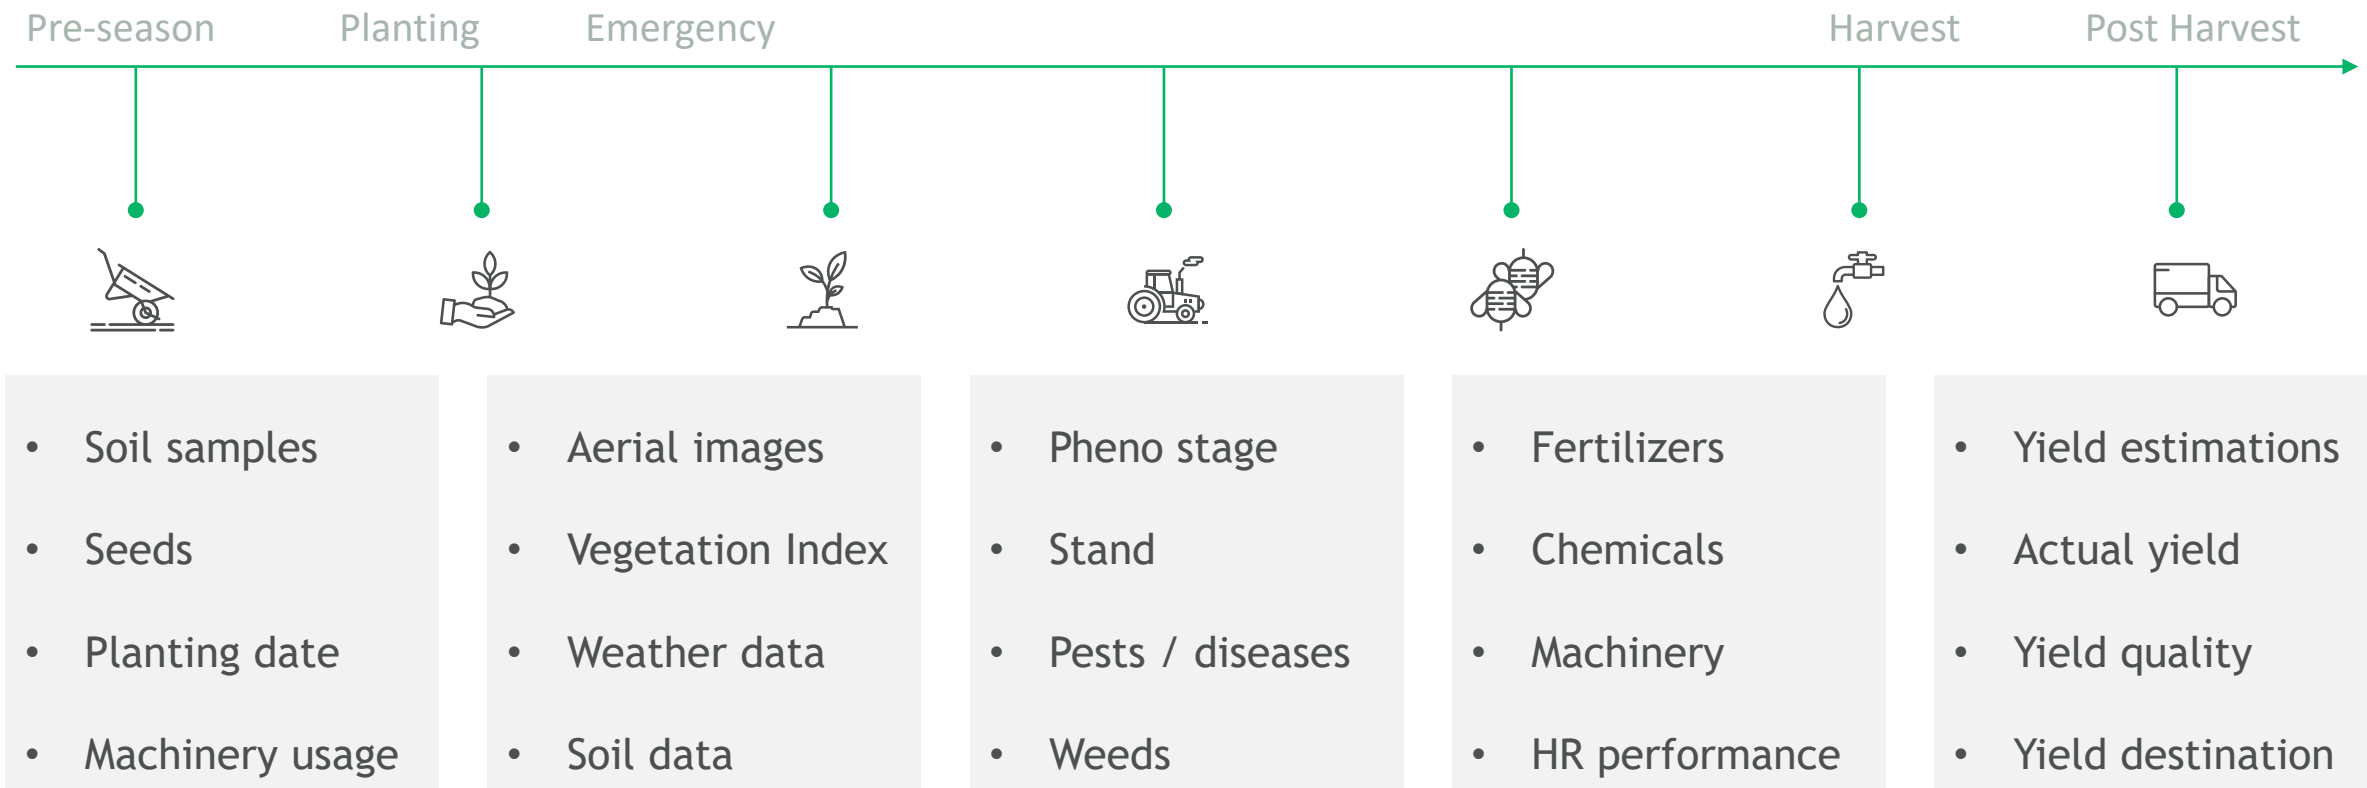 Pre-season
Planting
Emergency
Harvest
Post Harvest
• Soil samples
• Seeds
• Planting date
• Machinery usage
• Aerial images
• Vegetation Index
• Weather data
• Soil data
• Pheno stage
• Stand
• Pests / diseases
• Weeds
• Fertilizers
• Chemicals
• Machinery
• HR performance
• Yield estimations
• Actual yield
• Yield quality
• Yield destination